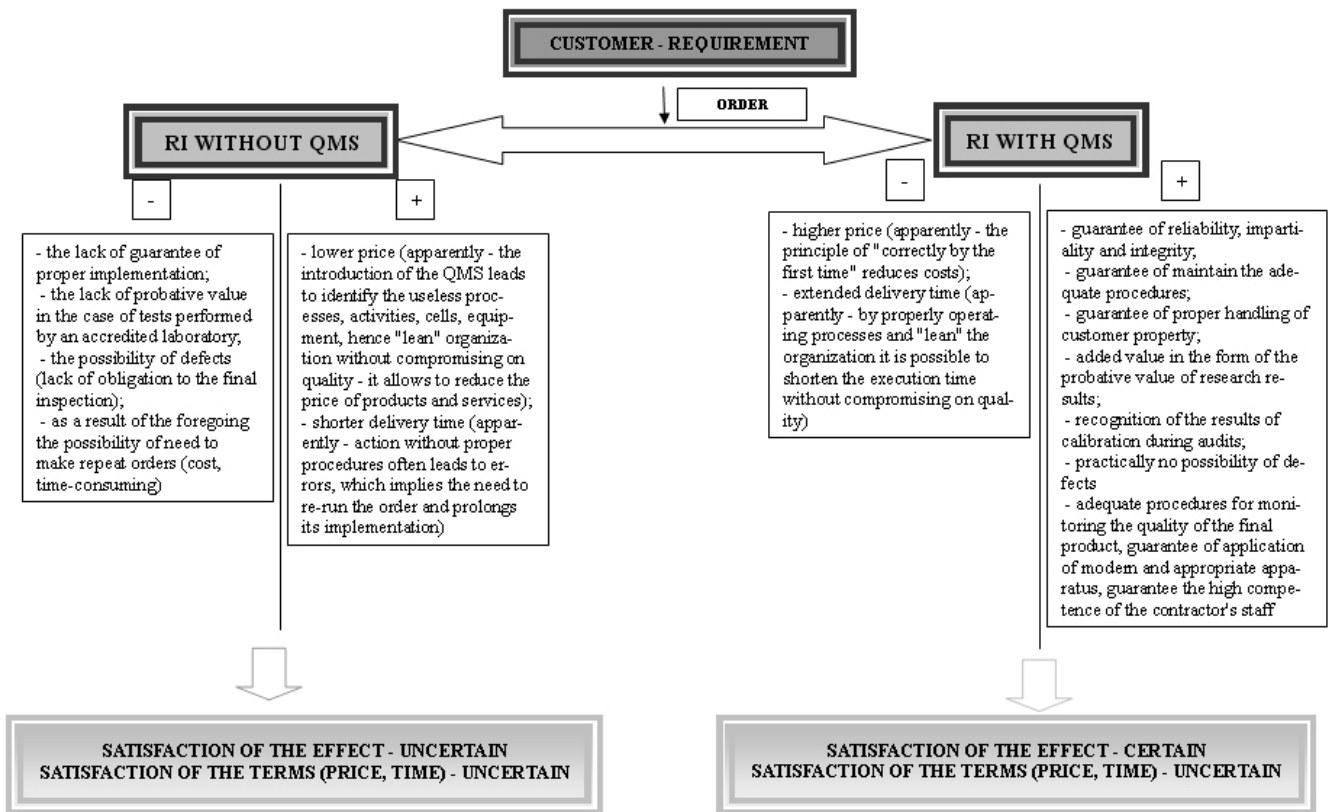 CUSTOMER - REQUIREMENT
ORDER
RI WITHOUT QMS
RI WITH QMS
-
+
-
+
- the lack of guarantee of
proper implementation;
- the lack of probative value
in the case of tests performed
by an accredited laboratory;
- the possibility of defects
(lack of obligation to the final
inspection);
- as a result of the foregoing
the possibility of need to
make repeat orders (cost,
time-consuming)
- lower price (apparently - the
introduction of the QMS leads
to identify the useless proc-
esses, activities, cells, equip-
ment, hence "lean" organiza-
tion without compromising on
quality - it allows to reduce the
price of products and services);
- shorter delivery time (appa-
rently - action without proper
procedures often leads to er-
rors, which implies the need to
re-run the order and prolongs
its implementation)
- higher price (apparently - the
principle of "correctly by the
first time" reduces costs);
- extended delivery time (ap-
parently - by properly operat-
ing processes and "lean" the
organization it is possible to
shorten the execution time
without compromising on qual-
ity)
- guarantee of reliability, imparti-
ality and integrity;
- guarantee of maintain the ade-
quate procedures;
- guarantee of proper handling of
customer property;
- added value in the form of the
probative value of research re-
sults;
- recognition of the results of
calibration during audits;
- practically no possibility of de-
fects
- adequate procedures for moni-
toring the quality of the final
product, guarantee of application
of modern and appropriate appa-
ratus, guarantee the high compe-
tence of the contractor's staff
SATISFACTION OF THE EFFECT - UNCERTAIN
SATISFACTION OF THE TERMS (PRICE, TIME) - UNCERTAIN
SATISFACTION OF THE EFFECT - CERTAIN
SATISFACTION OF THE TERMS (PRICE, TIME) - UNCERTAIN